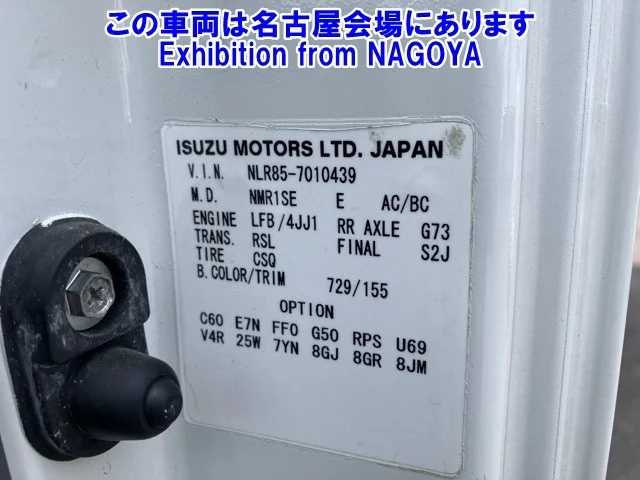 この車両は名古屋会場にあります
Exhibition from NAGOYA
ISUZU MOTORS LTD. JAPAN
V.I.N. NLR85-7010439
M.D. NMR1SE E AC/BC
ENGINE LFB/4JJ1 RR AXLE G73
TRANS. RSL FINAL S2J
TIRE CSQ
B.COLOR/TRIM 729/155
OPTION
C60 E7N FF0 G50 RPS U69
V4R 25W 7YN 8GJ 8GR 8JM